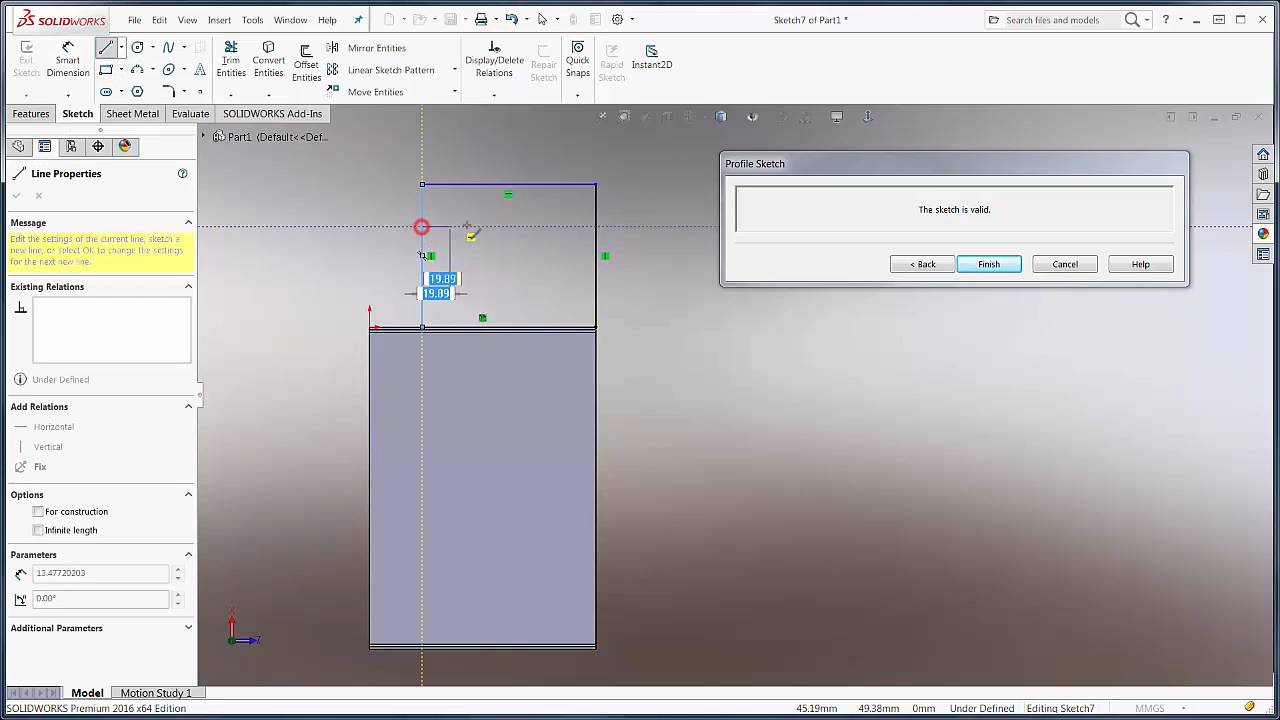 SOLIDWORKS File Edit View Insert Tools Window Help Sketch7 of Part1 * Search files and models ?
Exit Sketch Smart Dimension Trim Entities Convert Entities Offset Entities Mirror Entities Linear Sketch Pattern Move Entities Display/Delete Relations Repair Sketch Quick Snaps Rapid Sketch Instant2D
Features Sketch Sheet Metal Evaluate SOLIDWORKS Add-Ins
Part1 (Default<<Def...
Line Properties
Message
Edit the settings of the current line, sketch a
new line, or select OK to change the settings
for the next new line.
Existing Relations
Under Defined
Add Relations
Horizontal
Vertical
Fix
Options
For construction
Infinite length
Parameters
13.47720203
0.00°
Additional Parameters
Profile Sketch
The sketch is valid.
< Back Finish Cancel Help
19.89
19.09
X
Z
Model Motion Study 1
SOLIDWORKS Premium 2016 x64 Edition 45.19mm 49.38mm 0mm Under Defined Editing Sketch7 MMGS